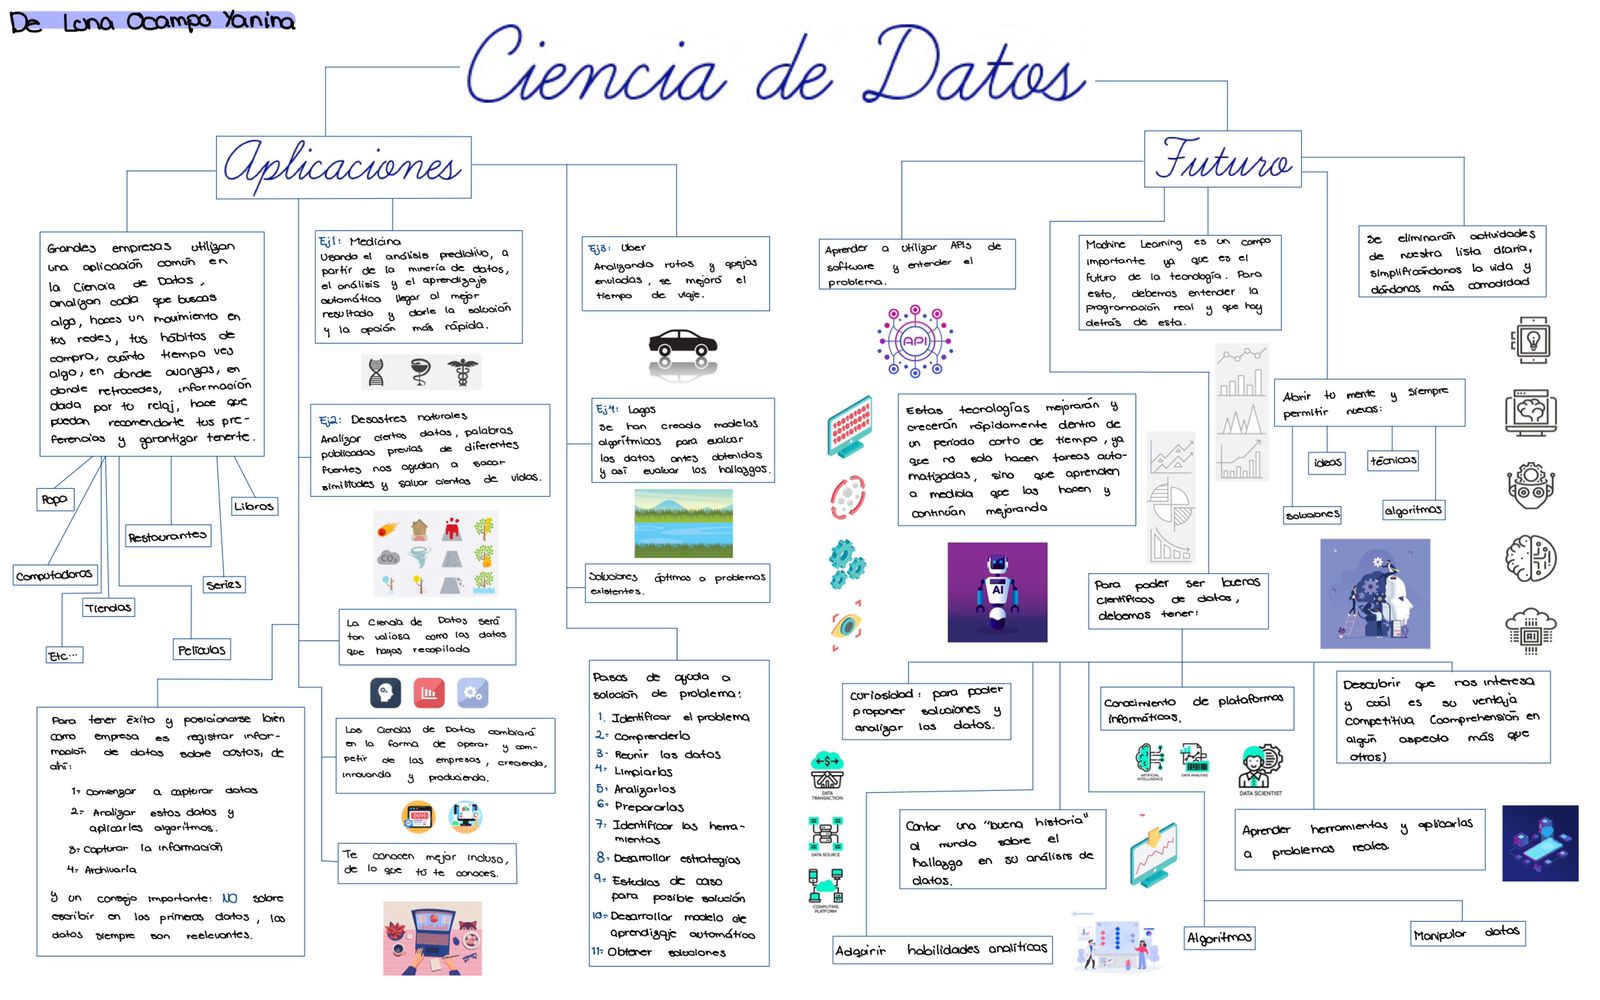 De Luna Ocampo Yanina
Ciencia de Datos
Aplicaciones
Grandes empresas utilizan
una aplicación común en
la Ciencia de Datos,
analizan cada que buscas
algo, haces un movimiento en
tus redes, tus hábitos de
compra, cuánto tiempo ves
algo, en dónde avanzas, en
dónde retrocedes, información
dada por tu reloj, hace que
puedan recomendarte tus pre-
ferencias y garantizar tenerte.
Ropa
Computadoras
Etc...
Tiendas
Restaurantes
Películas
Series
Libros
Para tener éxito y posicionarse bien
como empresa es registrar infor-
mación de datos sobre costos, de
ahí:
1- Comenzar a capturar datos
2- Analizar estos datos y
aplicarles algoritmos.
3- Capturar la información
4- Archivarla
Y un consejo importante: NO sobre
escribir en los primeros datos, los
datos siempre son reelevantes.
Ej1: Medicina
Usando el análisis predictivo, a
partir de la minería de datos,
el análisis y el aprendizaje
automático llegar al mejor
resultado y darle la solución
y la opción más rápida.
Ej2: Desastres naturales
Analizar ciertos datos, palabras
publicadas previas de diferentes
fuentes nos ayudan a sacar
similitudes y salvar cientos de vidas.
CO2
La Ciencia de Datos será
tan valiosa como los datos
que hayas recopilado
Las Ciencias de Datos cambiará
en la forma de operar y com-
petir de las empresas, creciendo,
innovando y produciendo.
Te conocen mejor incluso,
de lo que tú te conoces.
Ej3: Uber
Analizando rutas y quejas
enviadas, se mejoró el
tiempo de viaje.
Ej4: Lagos
Se han creado modelos
algorítmicos para evaluar
los datos antes obtenidos
y así evaluar los hallazgos.
Soluciones óptimas a problemas
existentes.
Pasos de ayuda a
solución de problema:
1. Identificar el problema
2- Comprenderlo
3- Reunir los datos
4- Limpiarlos
5- Analizarlos
6- Prepararlos
7- Identificar las herra-
mientas
8- Desarrollar estrategias
9- Estudios de caso
para posible solución
10- Desarrollar modelo de
aprendizaje automático
11- Obtener soluciones
Futuro
Aprender a utilizar APIs de
software y entender el
problema.
API
Machine Learning es un campo
importante ya que es el
futuro de la tecnología. Para
esto, debemos entender la
programación real y que hay
detrás de esta.
Se eliminarán actividades
de nuestra lista diaria,
simplificándonos la vida y
dándonos más comodidad
Estas tecnologías mejorarán y
crecerán rápidamente dentro de
un periodo corto de tiempo, ya
que no solo hacen tareas auto-
matizadas, sino que aprenden
a medida que las hacen y
continúan mejorando
AI
Abrir tu mente y siempre
permitir nuevas:
ideas
técnicas
soluciones
algoritmos
AI
Para poder ser buenos
científicos de datos,
debemos tener:
Curiosidad: para poder
proponer soluciones y
analizar los datos.
Conocimiento de plataformas
informáticas.
ARTIFICIAL
INTELLIGENCE
DATA ANALYSIS
DATA SCIENTIST
Descubrir que nos interesa
y cuál es su ventaja
competitiva (comprehensión en
algún aspecto más que
otros)
DATA
TRANSACTION
DATA SOURCE
COMPUTING
PLATFORM
Contar una "buena historia"
al mundo sobre el
hallazgo en su análisis de
datos.
Aprender herramientas y aplicarlas
a problemas reales.
Adquirir habilidades analíticas
Algoritmos
Manipular datos